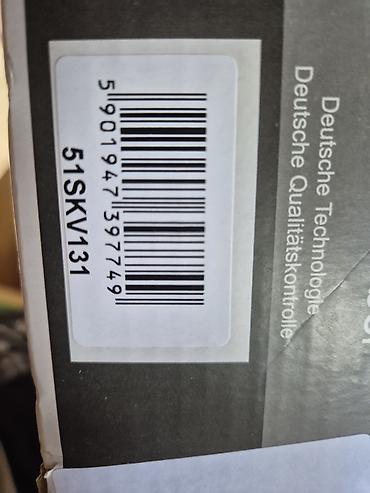 Deutsche Technologie
Deutsche Qualitätskontrolle
5 901947 397749
51SKV131